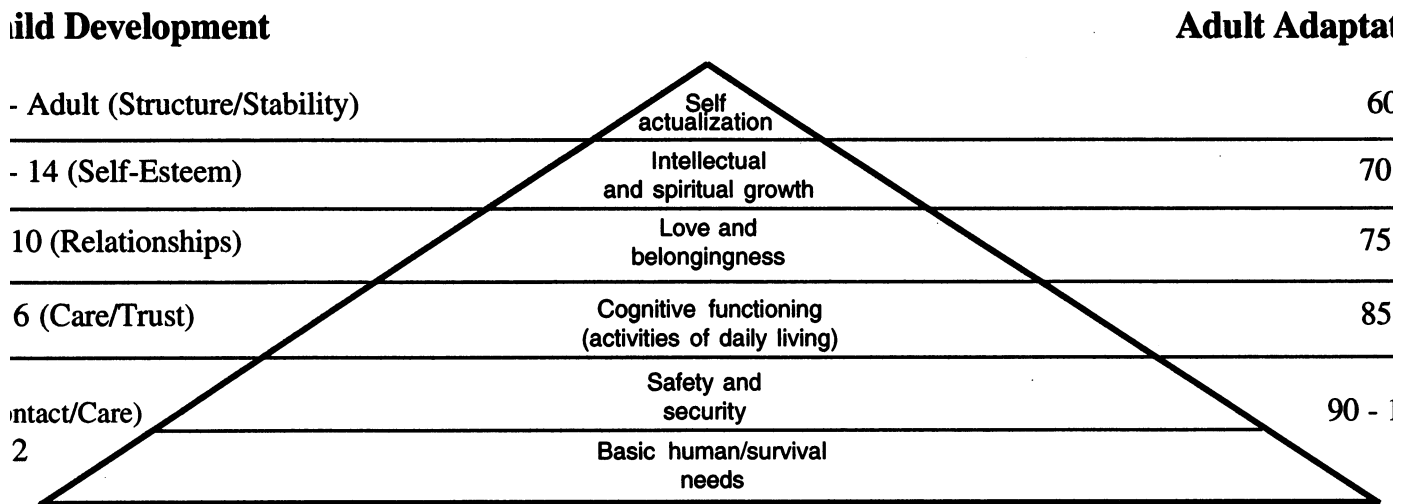 ild Development
Adult Adaptat
- Adult (Structure/Stability)
Self
actualization
60
- 14 (Self-Esteem)
Intellectual
and spiritual growth
70
10 (Relationships)
Love and
belongingness
75
6 (Care/Trust)
Cognitive functioning
(activities of daily living)
85
ntact/Care)
2
Safety and
security
90 - 1
Basic human/survival
needs